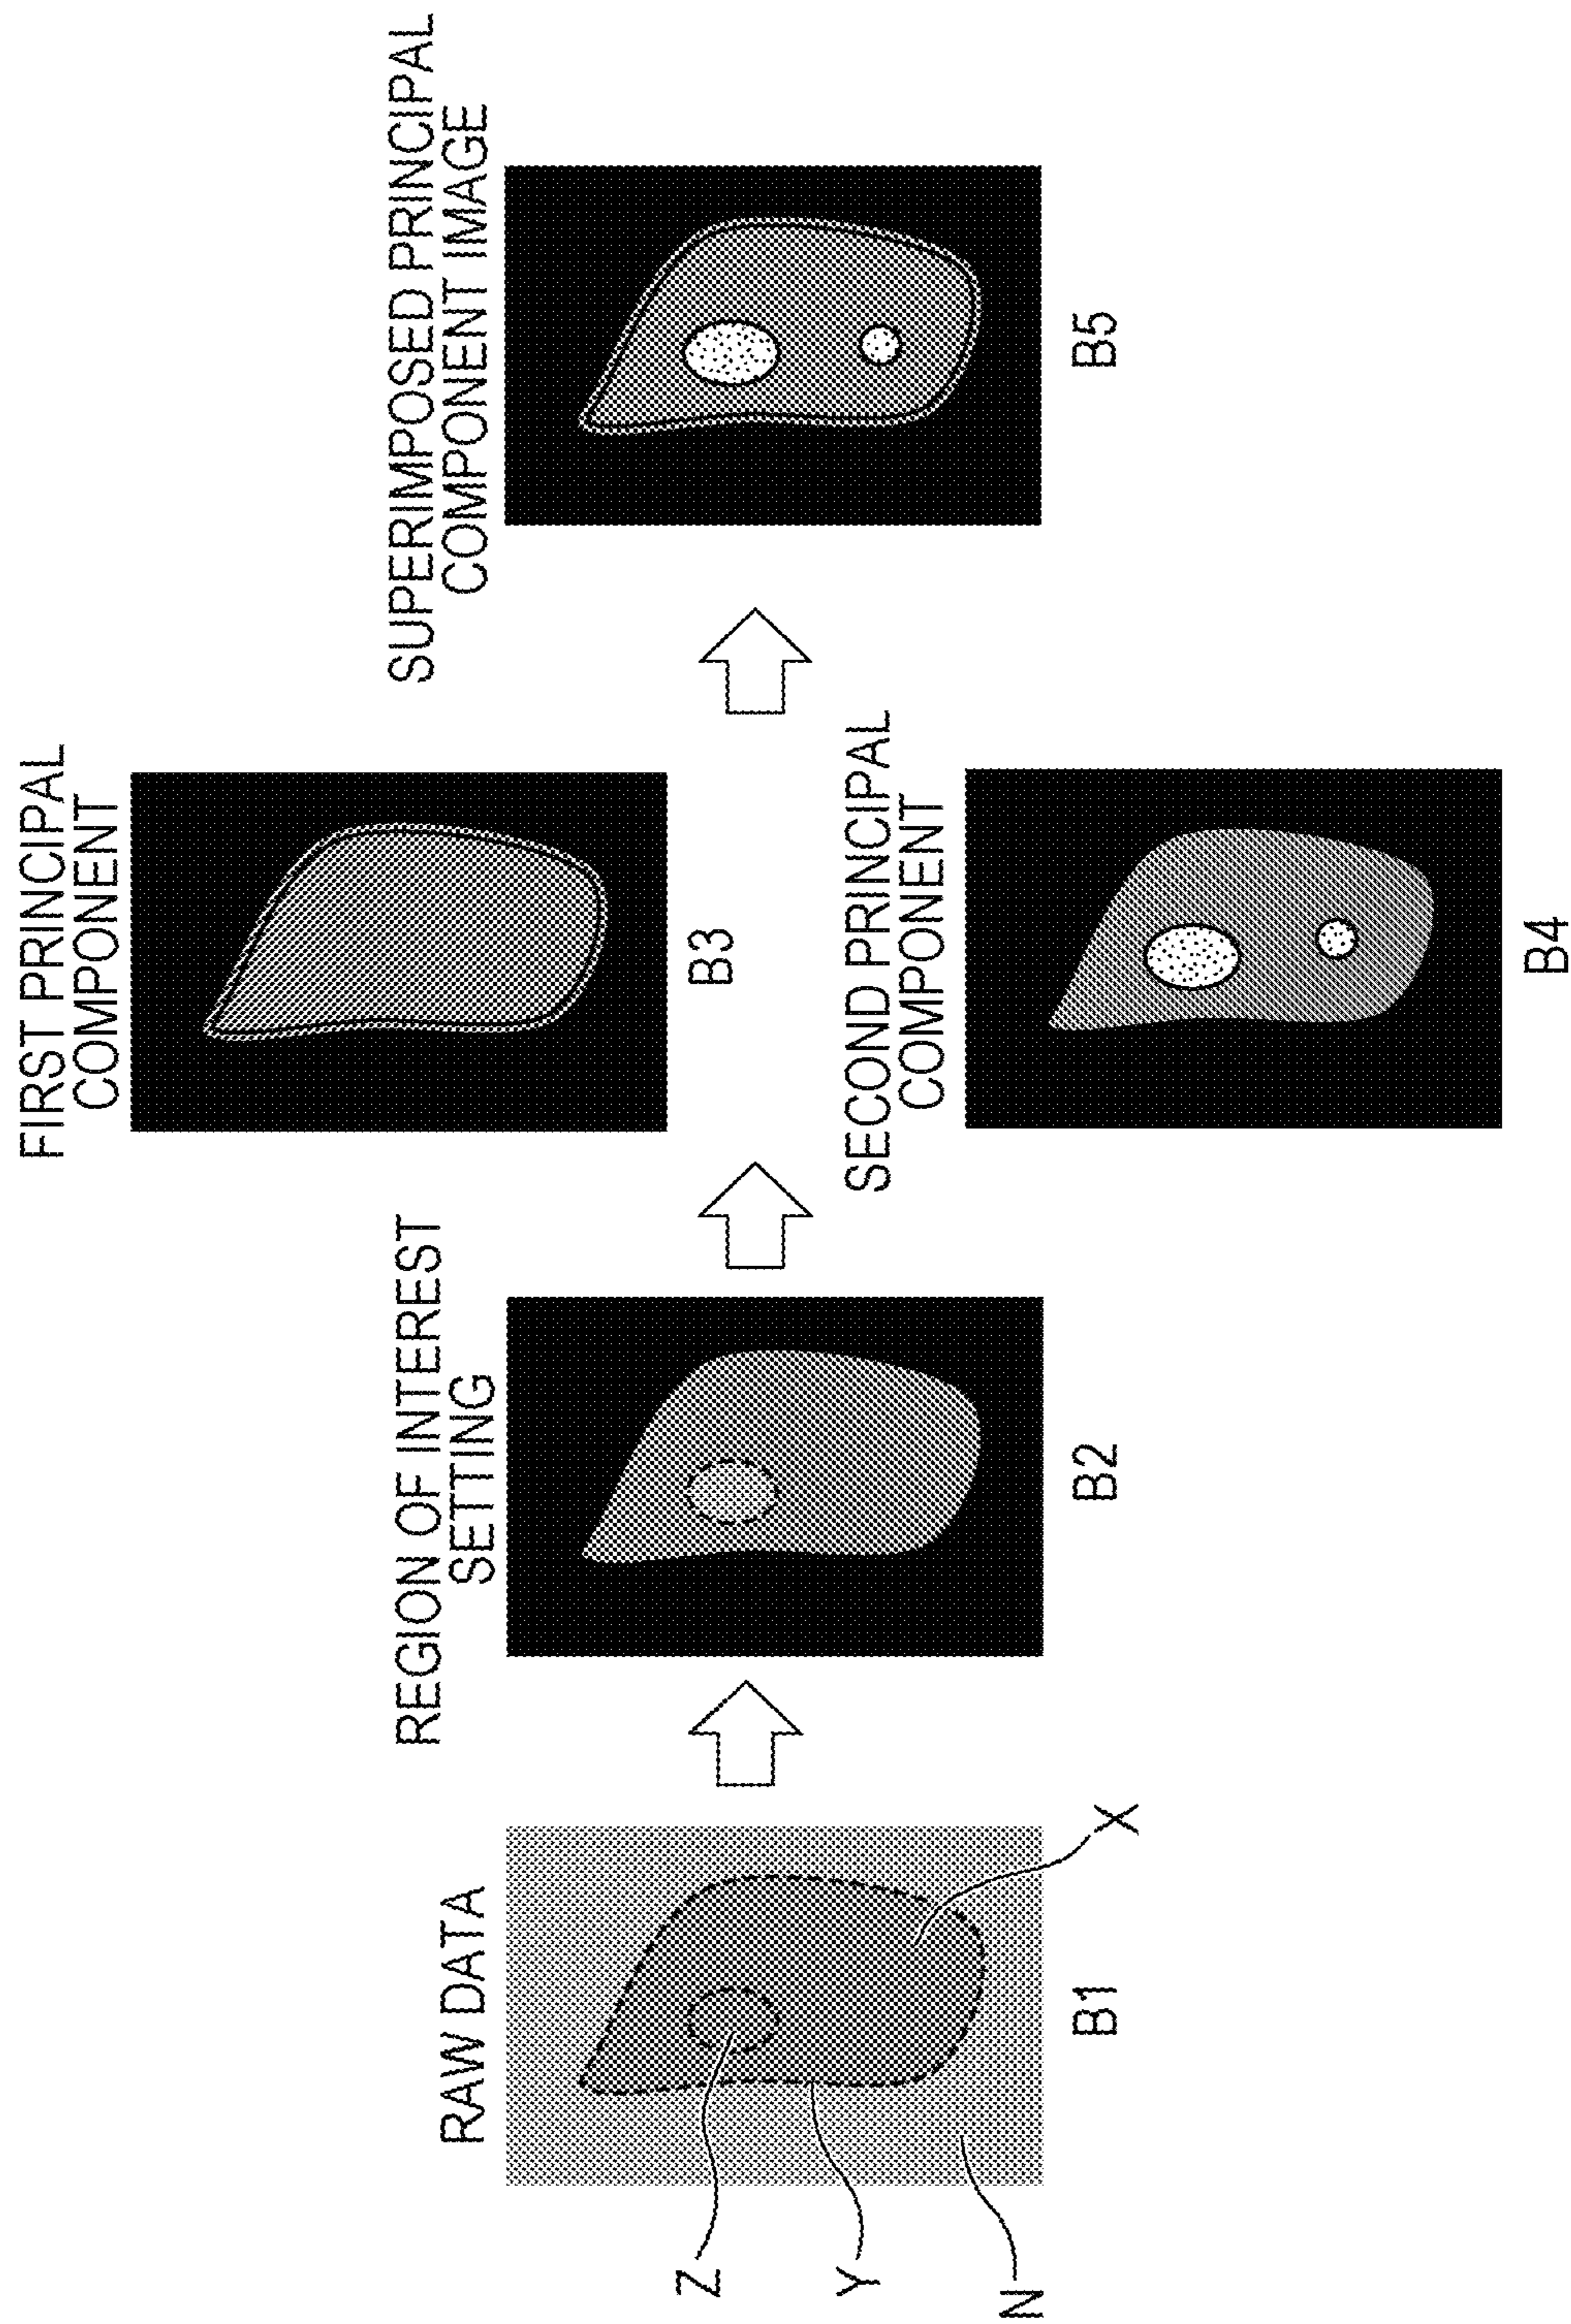 RAW DATA
Z
Y
N
X
B1
REGION OF INTEREST
SETTING
B2
FIRST PRINCIPAL
COMPONENT
B3
SECOND PRINCIPAL
COMPONENT
B4
SUPERIMPOSED PRINCIPAL
COMPONENT IMAGE
B5